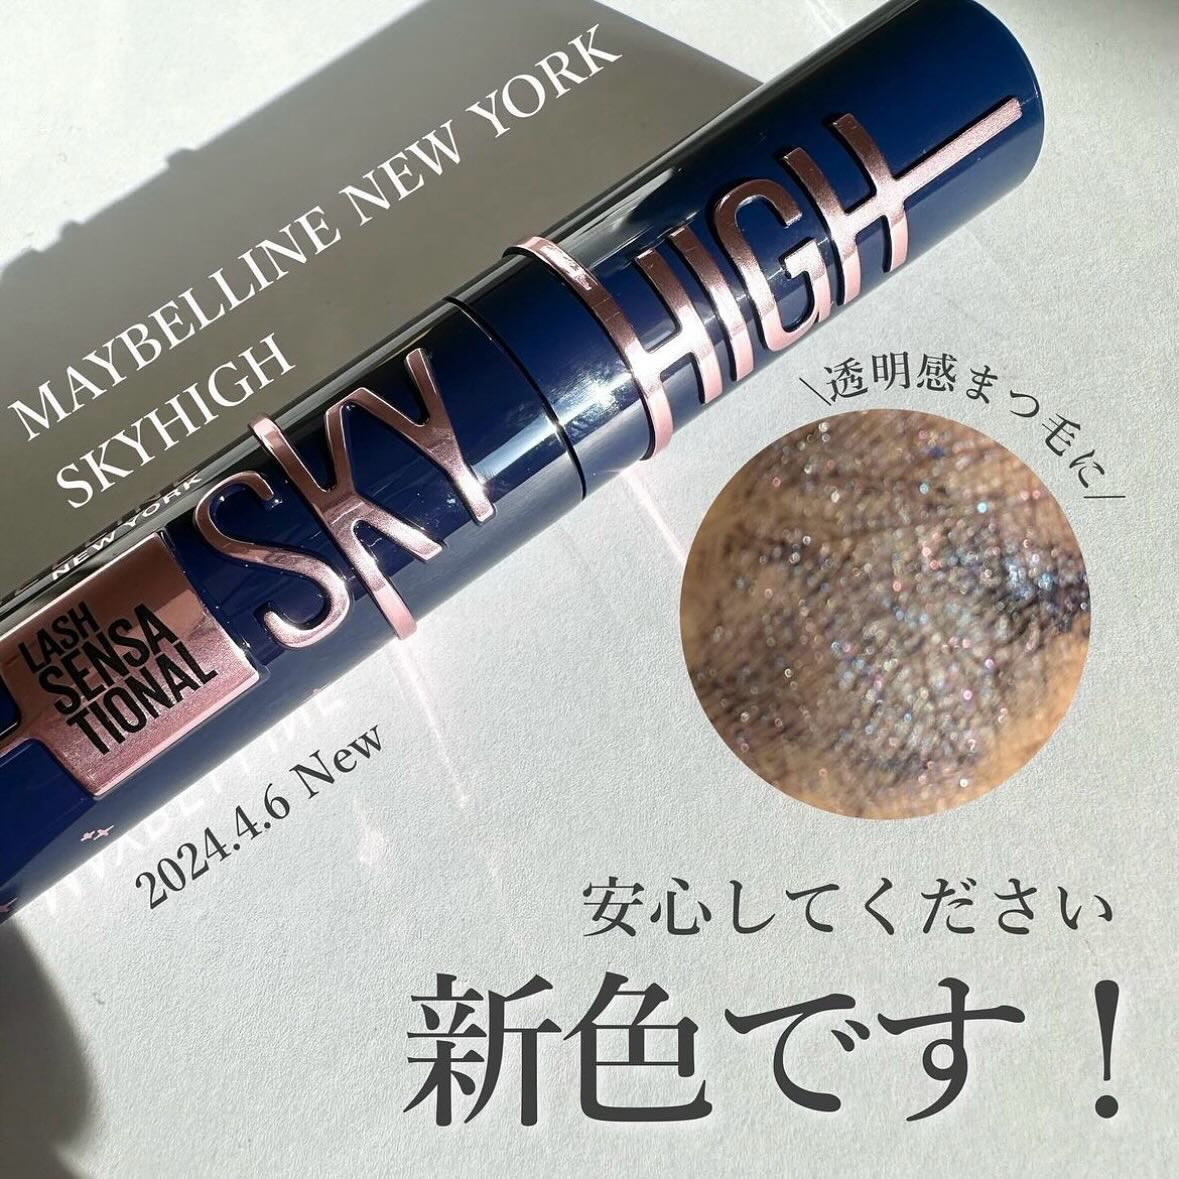 MAYBELLINE NEW YORK
SKYHIGH
SKY HIGH
NEW YORK
LASH
SENSA
TIONAL
2024.4.6 New
\透明感まつ毛に/
安心してください
新色です！